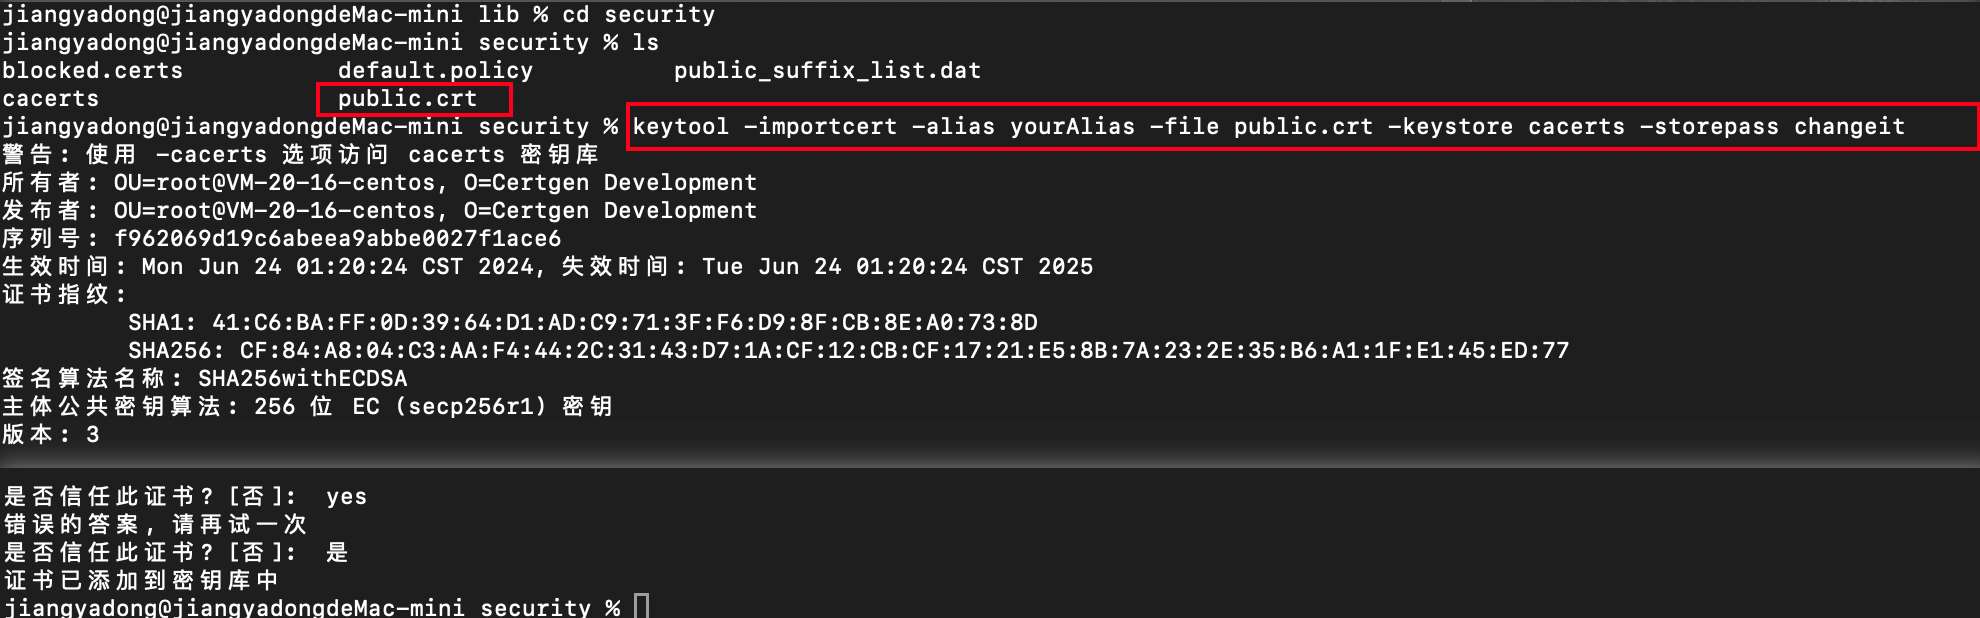 jiangyadong@jiangyadongdeMac-mini lib % cd security
jiangyadong@jiangyadongdeMac-mini security % ls
blocked.certs default.policy public_suffix_list.dat
cacerts public.crt
jiangyadong@jiangyadongdeMac-mini security % keytool -importcert -alias yourAlias -file public.crt -keystore cacerts -storepass changeit
警告: 使用 -cacerts 选项访问 cacerts 密钥库
所有者: OU=root@VM-20-16-centos, O=Certgen Development
发布者: OU=root@VM-20-16-centos, O=Certgen Development
序列号: f962069d19c6abeea9abbe0027f1ace6
生效时间: Mon Jun 24 01:20:24 CST 2024, 失效时间: Tue Jun 24 01:20:24 CST 2025
证书指纹:
SHA1: 41:C6:BA:FF:0D:39:64:D1:AD:C9:71:3F:F6:D9:8F:CB:8E:A0:73:8D
SHA256: CF:84:A8:04:C3:AA:F4:44:2C:31:43:D7:1A:CF:12:CB:CF:17:21:E5:8B:7A:23:2E:35:B6:A1:1F:E1:45:ED:77
签名算法名称: SHA256withECDSA
主体公共密钥算法: 256 位 EC (secp256r1) 密钥
版本: 3
是否信任此证书? [否]: yes
错误的答案, 请再试一次
是否信任此证书? [否]: 是
证书已添加到密钥库中
jiangyadong@jiangyadongdeMac-mini security %